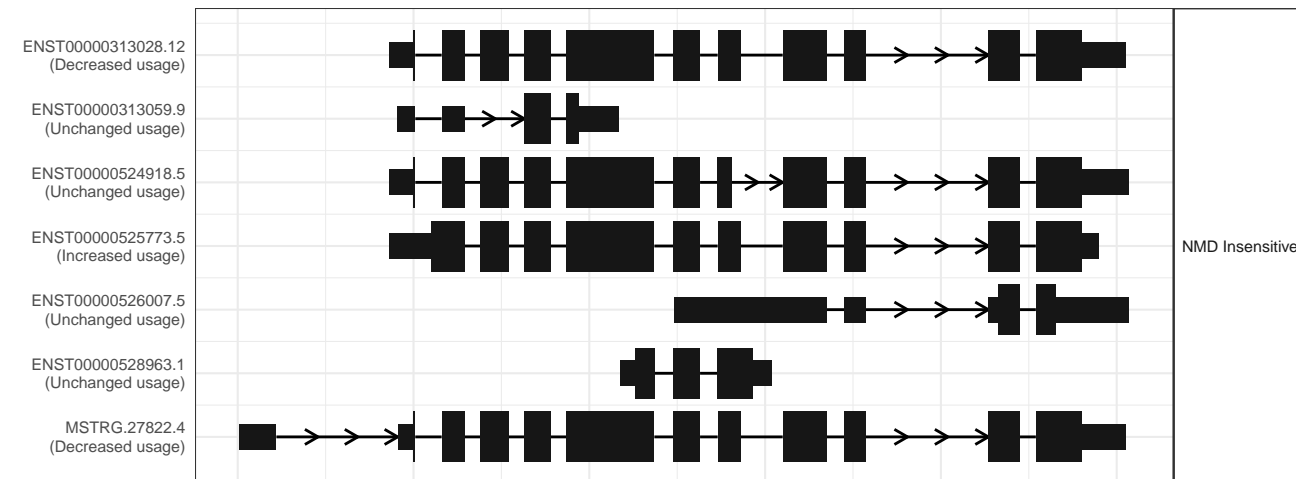 ENST00000313028.12
(Decreased usage)
ENST00000313059.9
(Unchanged usage)
ENST00000524918.5
(Unchanged usage)
ENST00000525773.5
(Increased usage)
NMD Insensitive
ENST00000526007.5
(Unchanged usage)
ENST00000528963.1
(Unchanged usage)
MSTRG.27822.4
(Decreased usage)